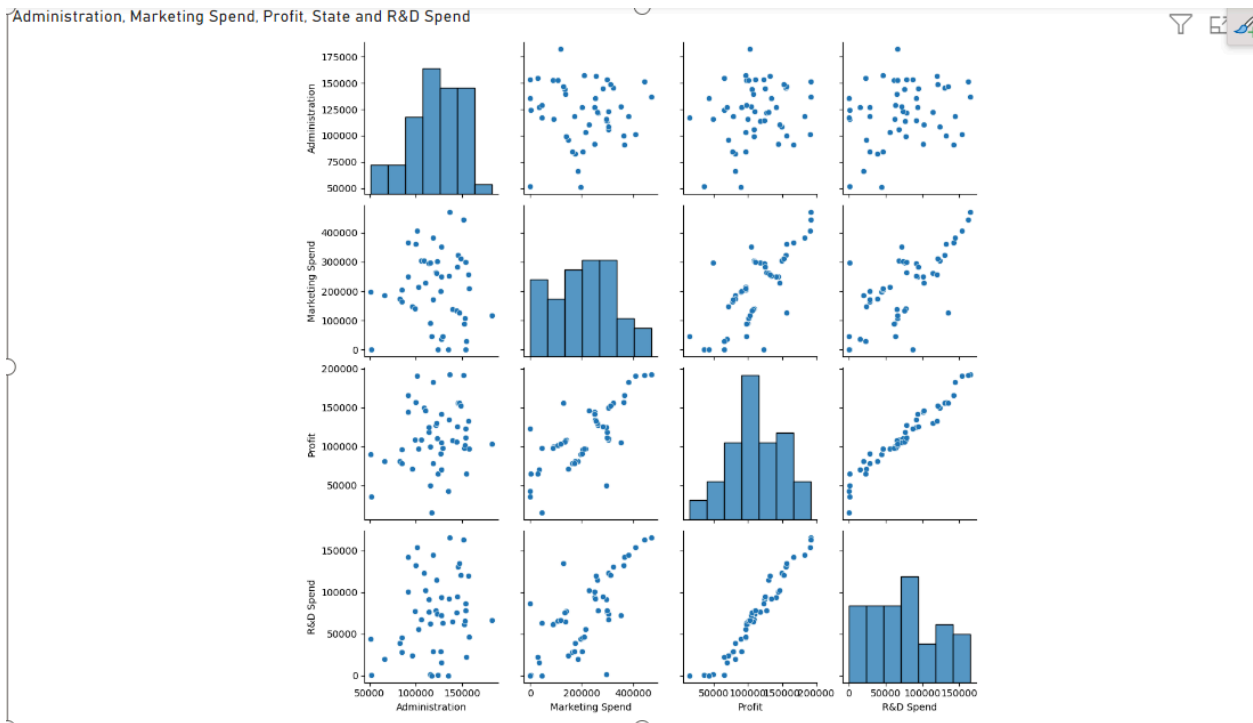 Administration, Marketing Spend, Profit, State and R&D Spend
175000
150000
125000
100000
75000
50000
Administration
400000
300000
200000
100000
0
Marketing Spend
200000
150000
100000
50000
Profit
150000
100000
50000
0
R&D Spend
50000 100000 150000
Administration
0 200000 400000
Marketing Spend
50000 100000 150000 200000
Profit
0 50000 100000 150000
R&D Spend